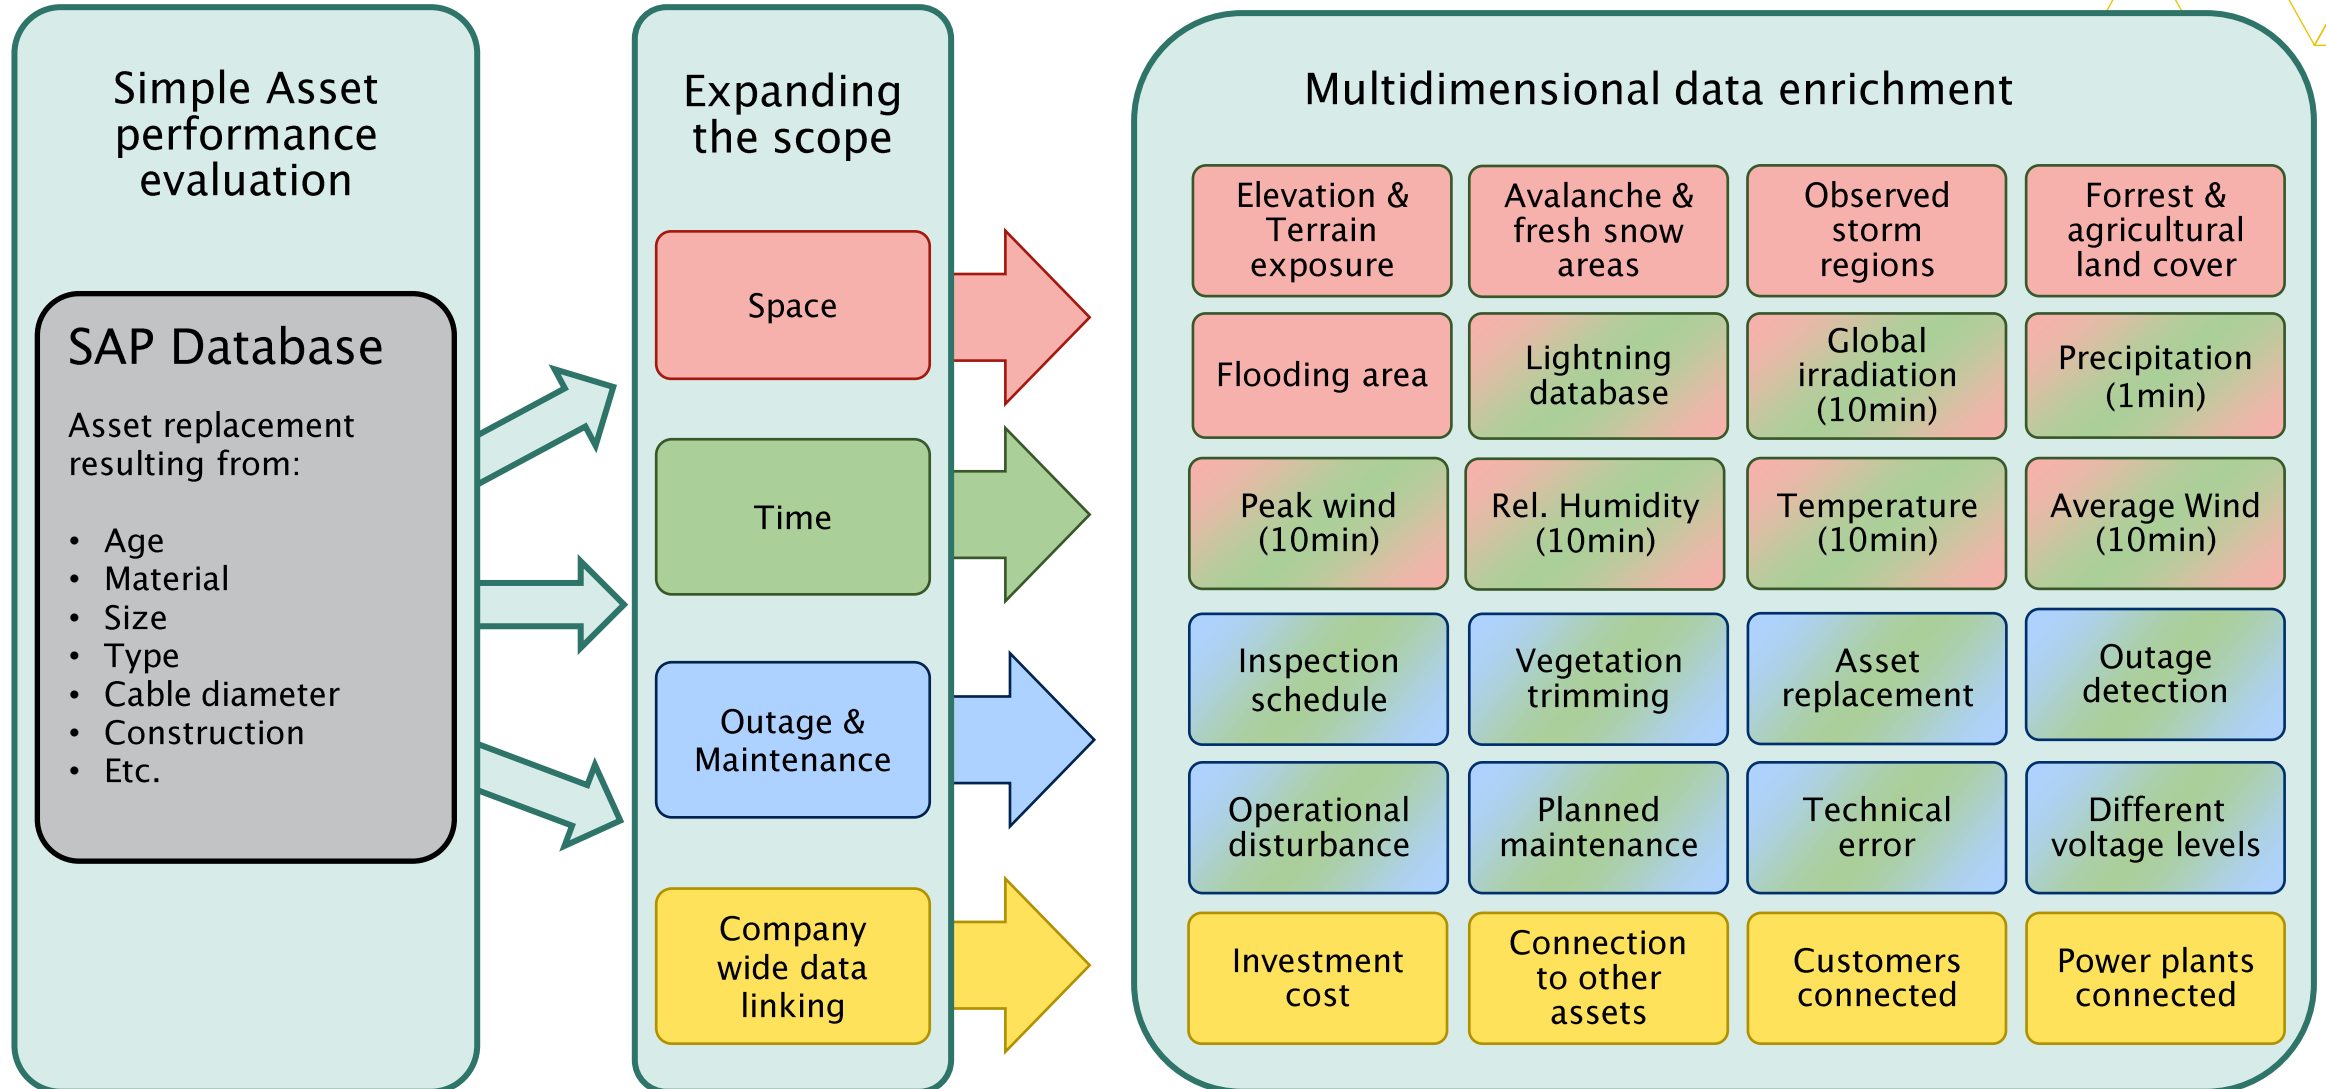 Simple Asset
performance
evaluation
SAP Database
Asset replacement
resulting from:
• Age
• Material
• Size
• Type
• Cable diameter
• Construction
• Etc.
Expanding
the scope
Space
Time
Outage &
Maintenance
Company
wide data
linking
Multidimensional data enrichment
Elevation &
Terrain
exposure
Avalanche &
fresh snow
areas
Observed
storm
regions
Forrest &
agricultural
land cover
Flooding area
Lightning
database
Global
irradiation
(10min)
Precipitation
(1min)
Peak wind
(10min)
Rel. Humidity
(10min)
Temperature
(10min)
Average Wind
(10min)
Inspection
schedule
Vegetation
trimming
Asset
replacement
Outage
detection
Operational
disturbance
Planned
maintenance
Technical
error
Different
voltage levels
Investment
cost
Connection
to other
assets
Customers
connected
Power plants
connected